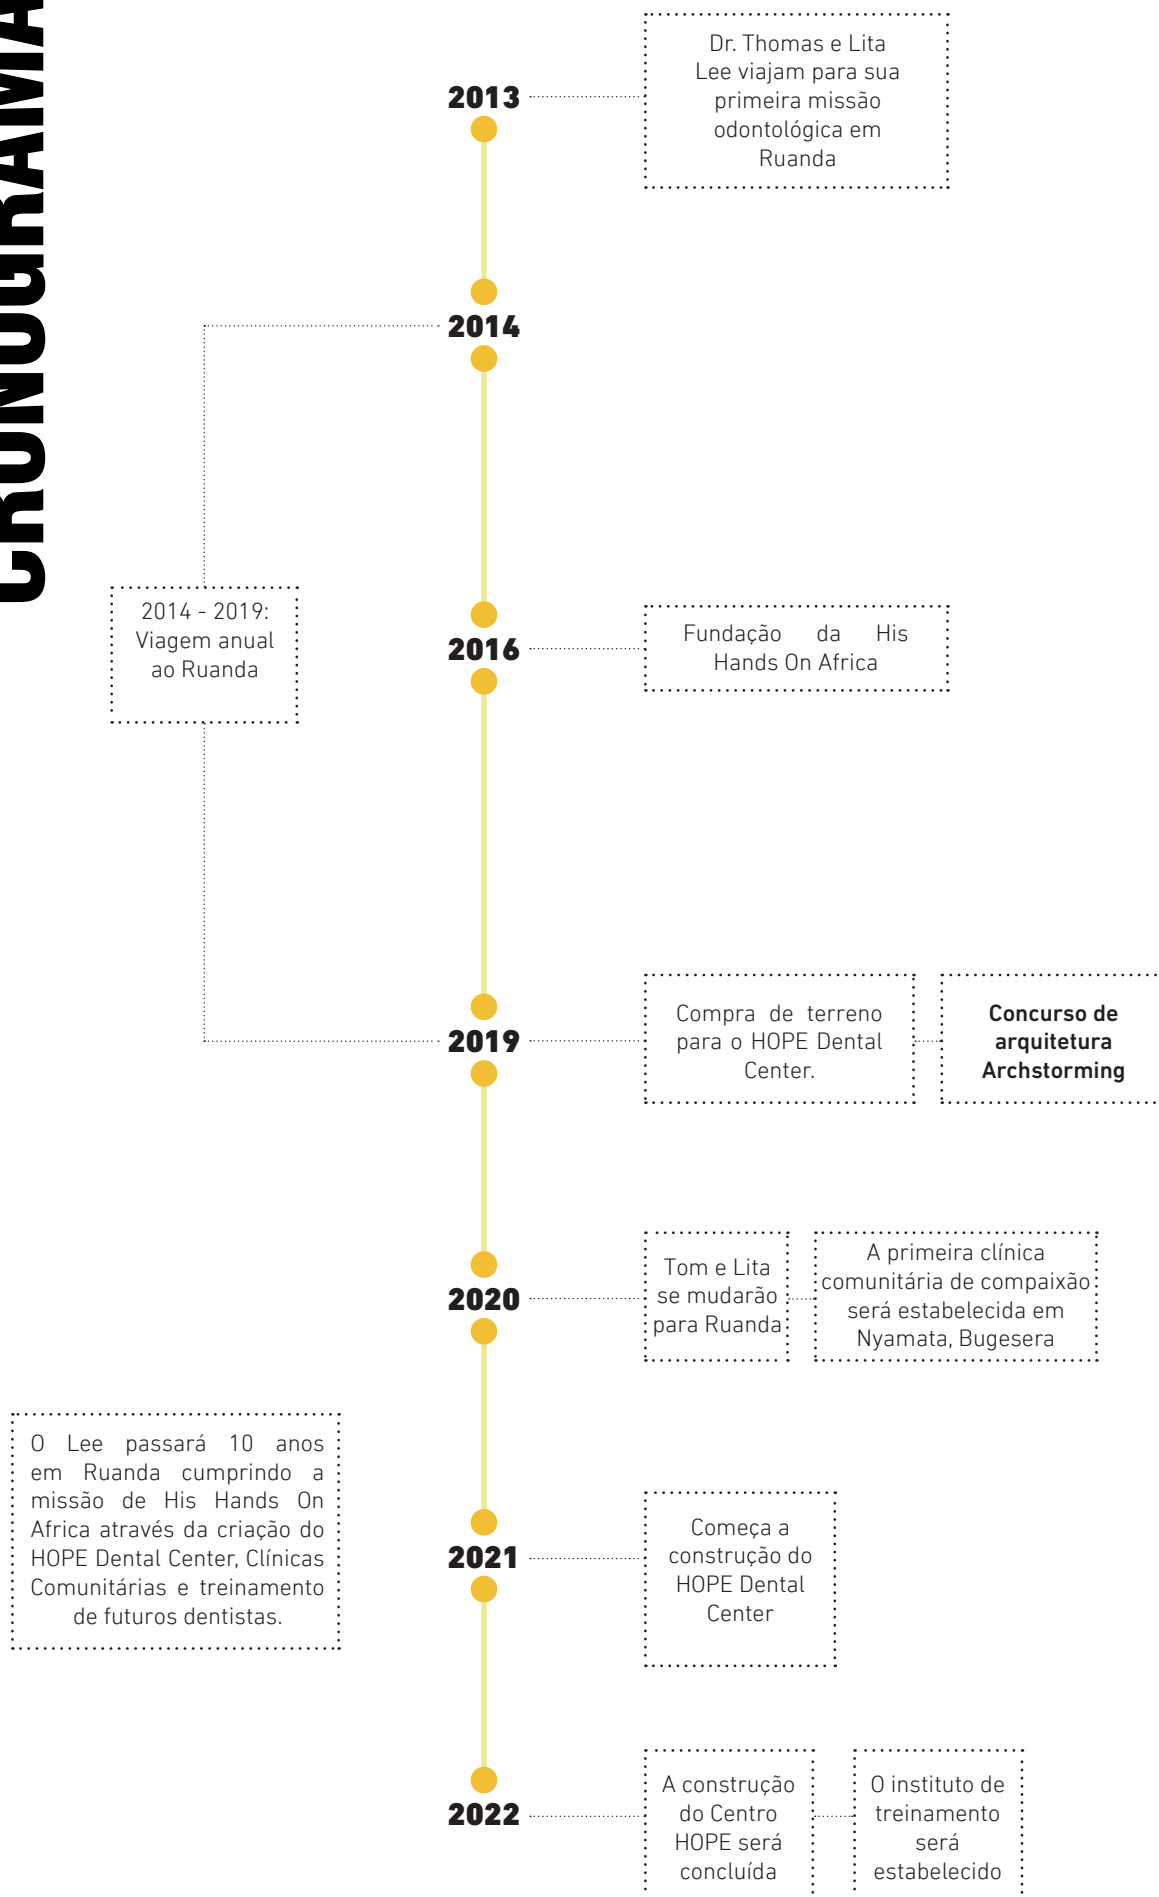 CRONOGRAMA
2013
Dr. Thomas e Lita
Lee viajam para sua
primeira missão
odontológica em
Ruanda
2014
2014 - 2019:
Viagem anual
ao Ruanda
2016
Fundação da His
Hands On Africa
2019
Compra de terreno
para o HOPE Dental
Center.
Concurso de
arquitetura
Archstorming
2020
Tom e Lita
se mudarão
para Ruanda
A primeira clínica
comunitária de compaixão
será estabelecida em
Nyamata, Bugesera
O Lee passará 10 anos
em Ruanda cumprindo a
missão de His Hands On
Africa através da criação do
HOPE Dental Center, Clínicas
Comunitárias e treinamento
de futuros dentistas.
2021
Começa a
construção do
HOPE Dental
Center
2022
A construção
do Centro
HOPE será
concluída
O instituto de
treinamento
será
estabelecido